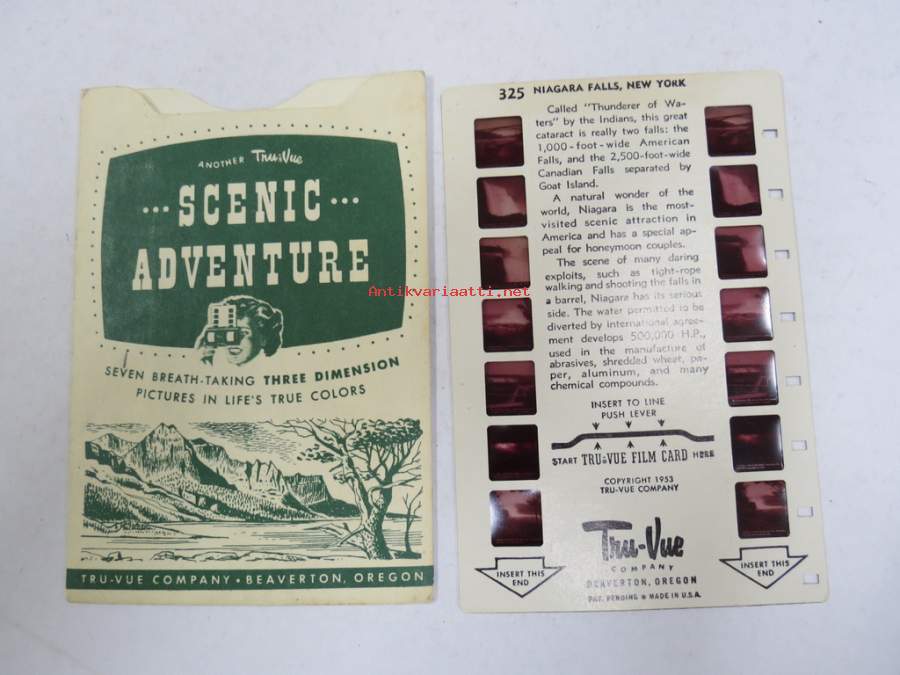 ANOTHER Tru-Vue
... SCENIC ...
ADVENTURE
SEVEN BREATH-TAKING THREE DIMENSION
PICTURES IN LIFE'S TRUE COLORS
TRU-VUE COMPANY • BEAVERTON, OREGON
325 NIAGARA FALLS, NEW YORK
Called "Thunderer of Wa-
ters" by the Indians, this great
cataract is really two falls: the
1,000-foot-wide American
Falls, and the 2,500-foot-wide
Canadian Falls separated by
Goat Island.
A natural wonder of the
world, Niagara is the most-
visited scenic attraction in
America and has a special ap-
peal for honeymoon couples.
The scene of many daring
exploits, such as tight-rope
walking and shooting the falls in
a barrel, Niagara has its serious
side. The water permitted to be
diverted by international agree-
ment develops 500,000 H.P.,
used in the manufacture of
abrasives, shredded wheat, pa-
per, aluminum, and many
chemical compounds.
INSERT TO LINE
PUSH LEVER
START TRU-VUE FILM CARD HERE
COPYRIGHT 1953
TRU-VUE COMPANY
Tru-Vue
COMPANY
BEAVERTON, OREGON
PAT. PENDING • MADE IN U.S.A.
INSERT THIS
END
INSERT THIS
END
Antikvariaatti.net